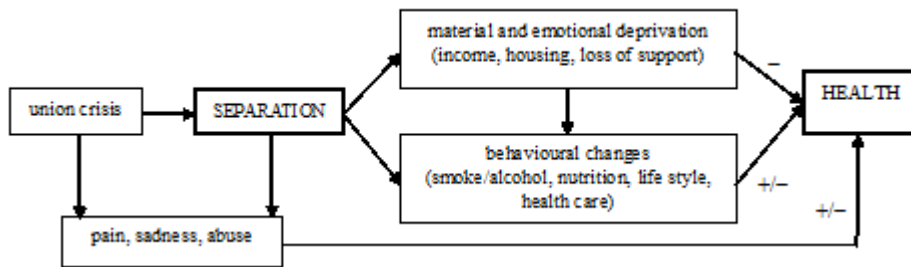 material and emotional deprivation
(income, housing, loss of support)
–
HEALTH
union crisis
SEPARATION
behavioural changes
(smoke/alcohol, nutrition, life style,
health care)
+/–
+/–
pain, sadness, abuse